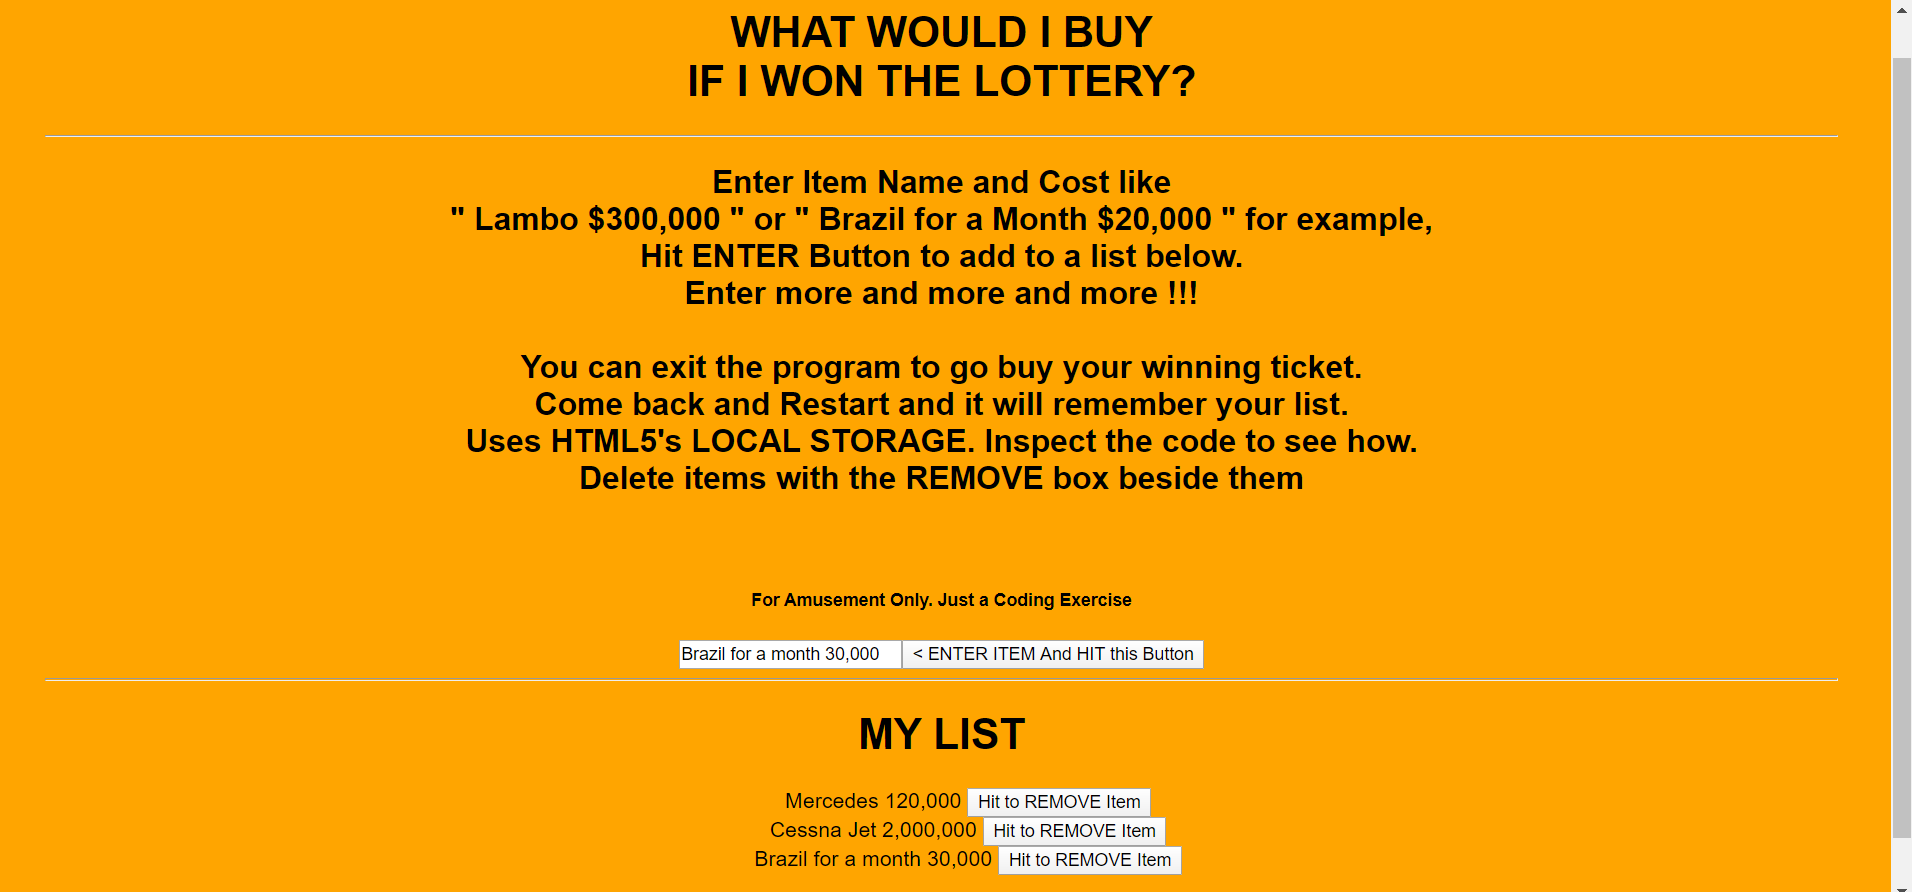 WHAT WOULD I BUY
IF I WON THE LOTTERY?
Enter Item Name and Cost like
" Lambo $300,000 " or " Brazil for a Month $20,000 " for example,
Hit ENTER Button to add to a list below.
Enter more and more and more !!!
You can exit the program to go buy your winning ticket.
Come back and Restart and it will remember your list.
Uses HTML5's LOCAL STORAGE. Inspect the code to see how.
Delete items with the REMOVE box beside them
For Amusement Only. Just a Coding Exercise
Brazil for a month 30,000 < ENTER ITEM And HIT this Button
MY LIST
Mercedes 120,000 Hit to REMOVE Item
Cessna Jet 2,000,000 Hit to REMOVE Item
Brazil for a month 30,000 Hit to REMOVE Item